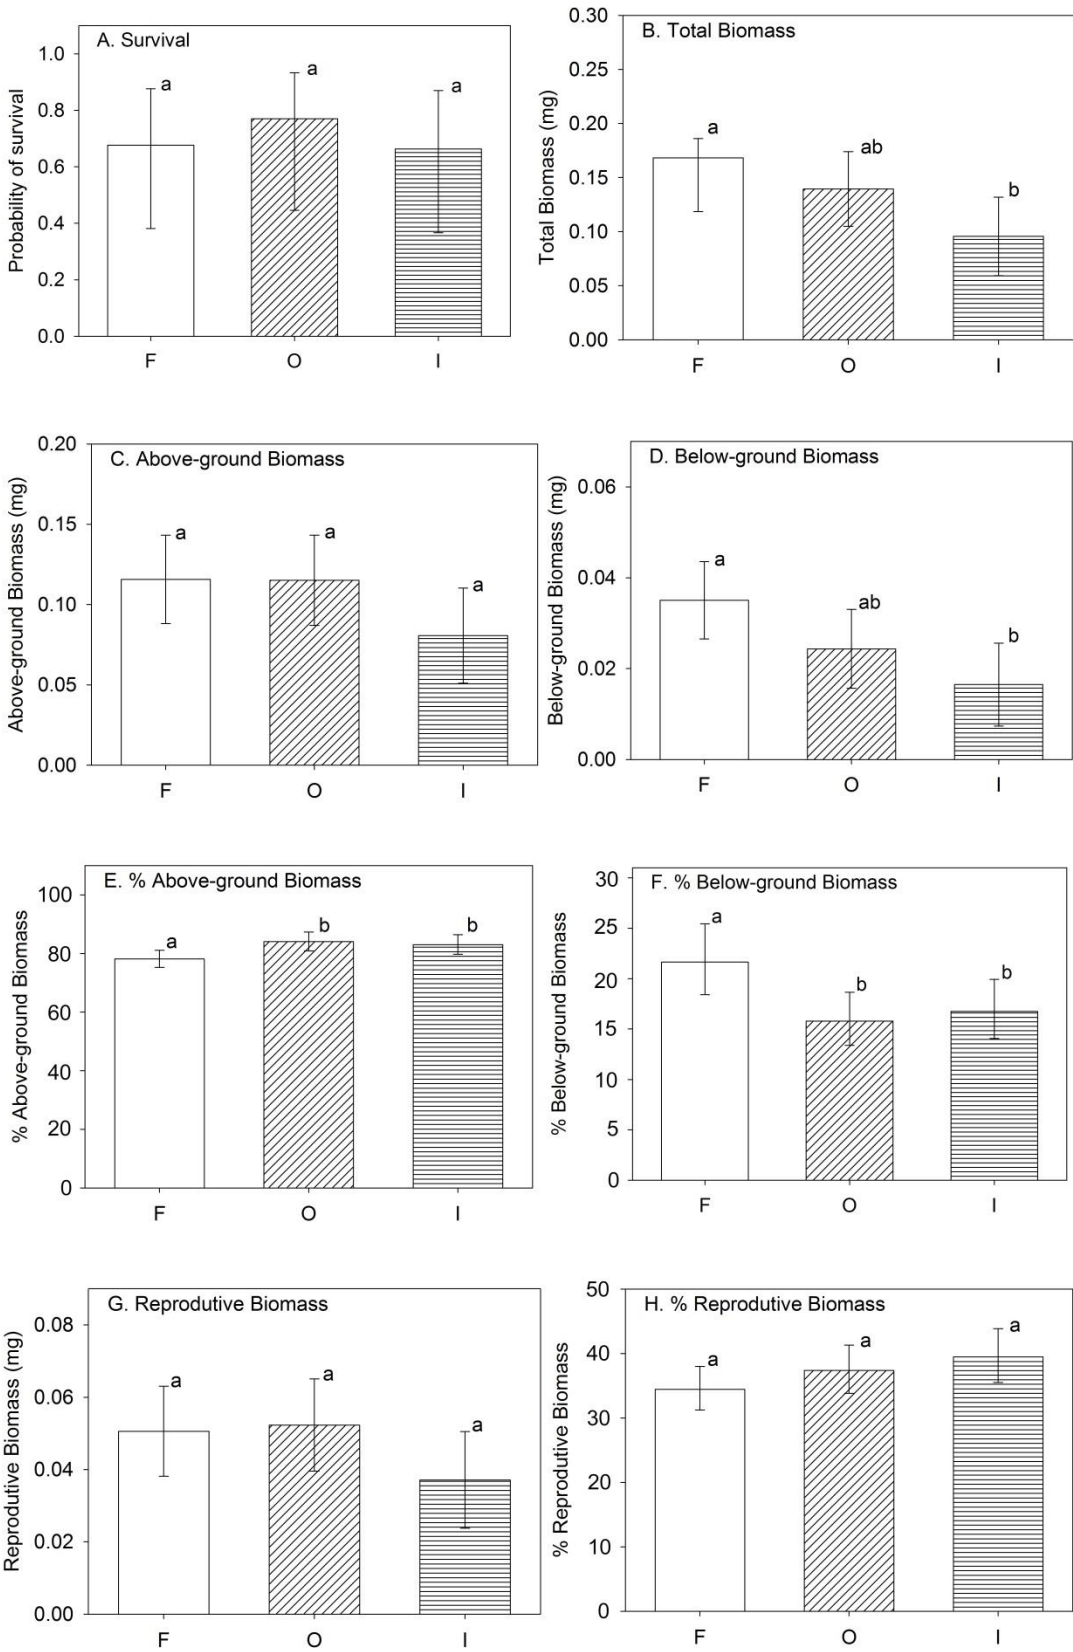 A. Survival
Probability of survival
1.0
0.8
0.6
0.4
0.2
0.0
a
a
a
F
O
I
B. Total Biomass
Total Biomass (mg)
0.30
0.25
0.20
0.15
0.10
0.05
0.00
a
ab
b
F
O
I
C. Above-ground Biomass
Above-ground Biomass (mg)
0.20
0.15
0.10
0.05
0.00
a
a
a
F
O
I
D. Below-ground Biomass
Below-ground Biomass (mg)
0.06
0.04
0.02
0.00
a
ab
b
F
O
I
E. % Above-ground Biomass
% Above-ground Biomass
100
80
60
40
20
0
a
b
b
F
O
I
F. % Below-ground Biomass
% Below-ground Biomass
30
25
20
15
10
5
0
a
b
b
F
O
I
G. Reprodutive Biomass
Reprodutive Biomass (mg)
0.08
0.06
0.04
0.02
0.00
a
a
a
F
O
I
H. % Reprodutive Biomass
% Reprodutive Biomass
50
40
30
20
10
0
a
a
a
F
O
I